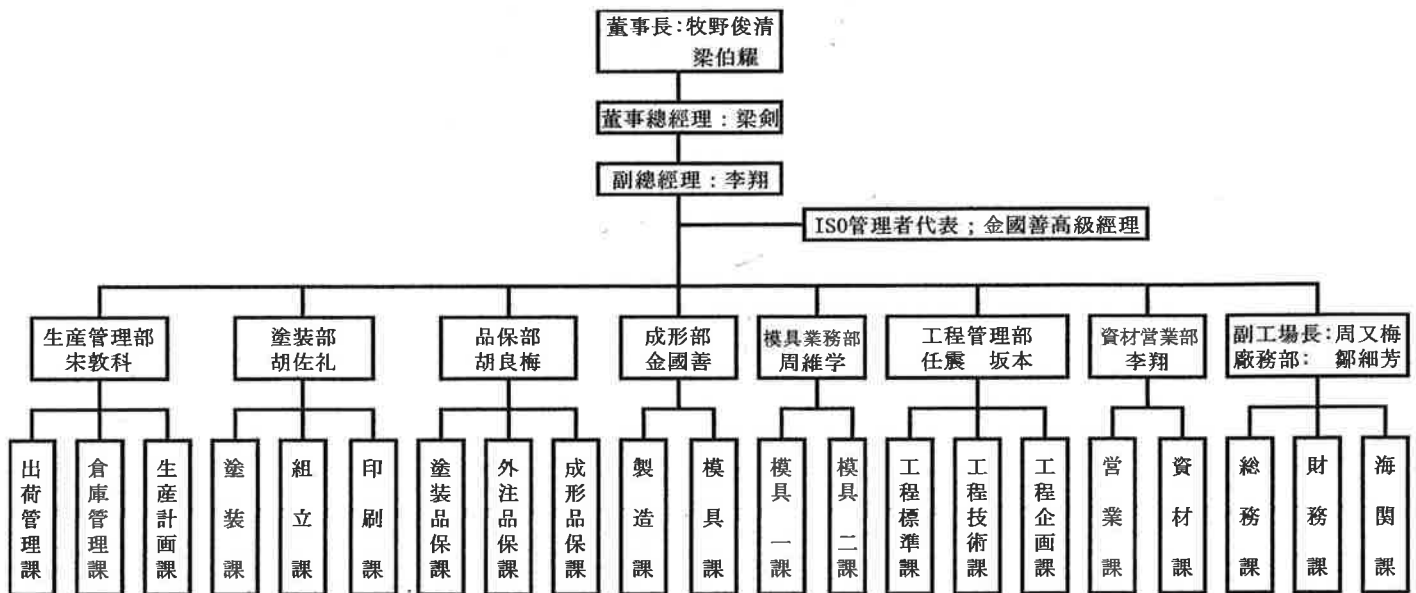 董事長:牧野俊清
梁伯耀
董事總經理:梁剣
副總經理:李翔
ISO管理者代表;金國善高級經理
生産管理部
宋敦科
塗装部
胡佐礼
品保部
胡良梅
成形部
金國善
模具業務部
周維学
工程管理部
任震 坂本
資材営業部
李翔
副工場長:周又梅
廠務部: 鄒細芳
出荷管理課
倉庫管理課
生産計画課
塗装課
組立課
印刷課
塗装品保課
外注品保課
成形品保課
製造課
模具課
模具一課
模具二課
工程標準課
工程技術課
工程企画課
営業課
資材課
総務課
財務課
海関課